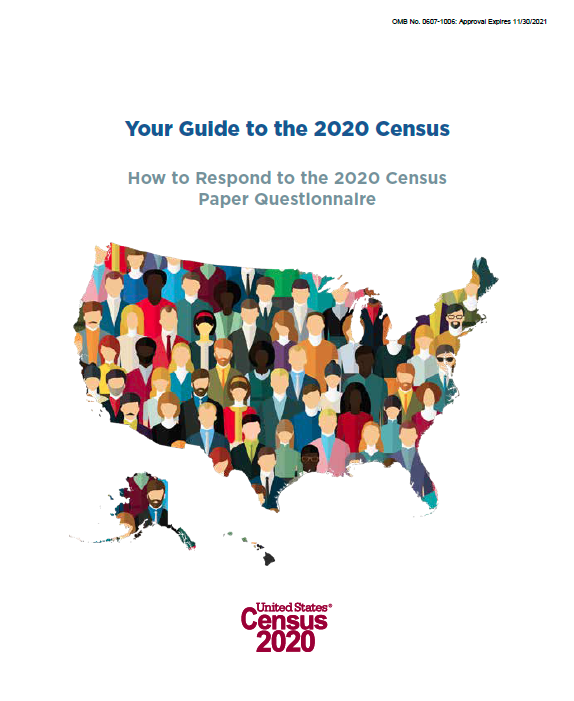 OMB No. 0607-1006: Approval Expires 11/30/2021
Your Guide to the 2020 Census
How to Respond to the 2020 Census
Paper Questionnaire
United States®
Census
2020